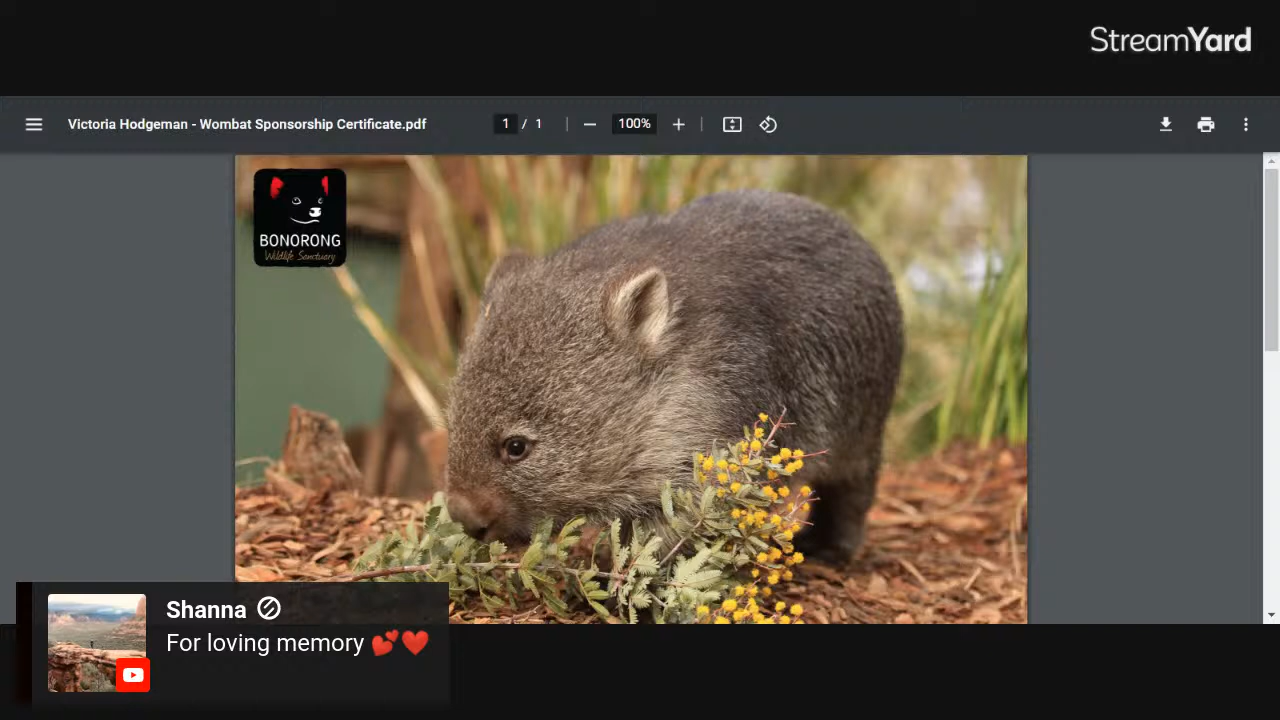 StreamYard
Victoria Hodgeman - Wombat Sponsorship Certificate.pdf
1 / 1
100%
BONORONG
Wildlife Sanctuary
Shanna
For loving memory 💕❤️